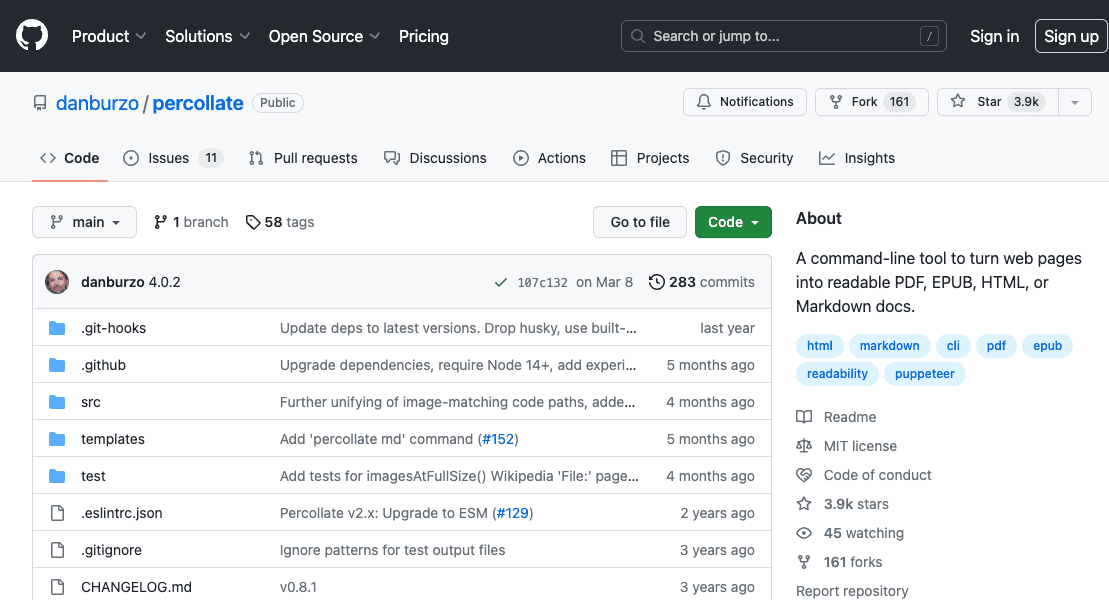 Product Solutions Open Source Pricing Search or jump to... / Sign in Sign up
danburzo / percollate Public Notifications Fork 161 Star 3.9k
Code Issues 11 Pull requests Discussions Actions Projects Security Insights
main 1 branch 58 tags Go to file Code
danburzo 4.0.2 107c132 on Mar 8 283 commits
.git-hooks Update deps to latest versions. Drop husky, use built-… last year
.github Upgrade dependencies, require Node 14+, add experi… 5 months ago
src Further unifying of image-matching code paths, adde… 4 months ago
templates Add 'percollate md' command (#152) 5 months ago
test Add tests for imagesAtFullSize() Wikipedia 'File:' page… 4 months ago
.eslintrc.json Percollate v2.x: Upgrade to ESM (#129) 2 years ago
.gitignore Ignore patterns for test output files 3 years ago
CHANGELOG.md v0.8.1 3 years ago
About
A command-line tool to turn web pages
into readable PDF, EPUB, HTML, or
Markdown docs.
html markdown cli pdf epub
readability puppeteer
Readme
MIT license
Code of conduct
3.9k stars
45 watching
161 forks
Report repository